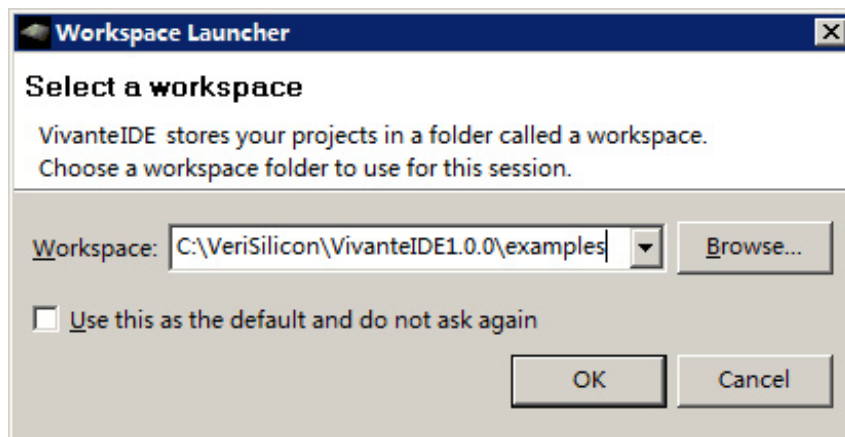 Workspace Launcher
Select a workspace
VivanteIDE stores your projects in a folder called a workspace.
Choose a workspace folder to use for this session.
Workspace: C:\VeriSilicon\VivanteIDE1.0.0\examples Browse...
Use this as the default and do not ask again
OK Cancel